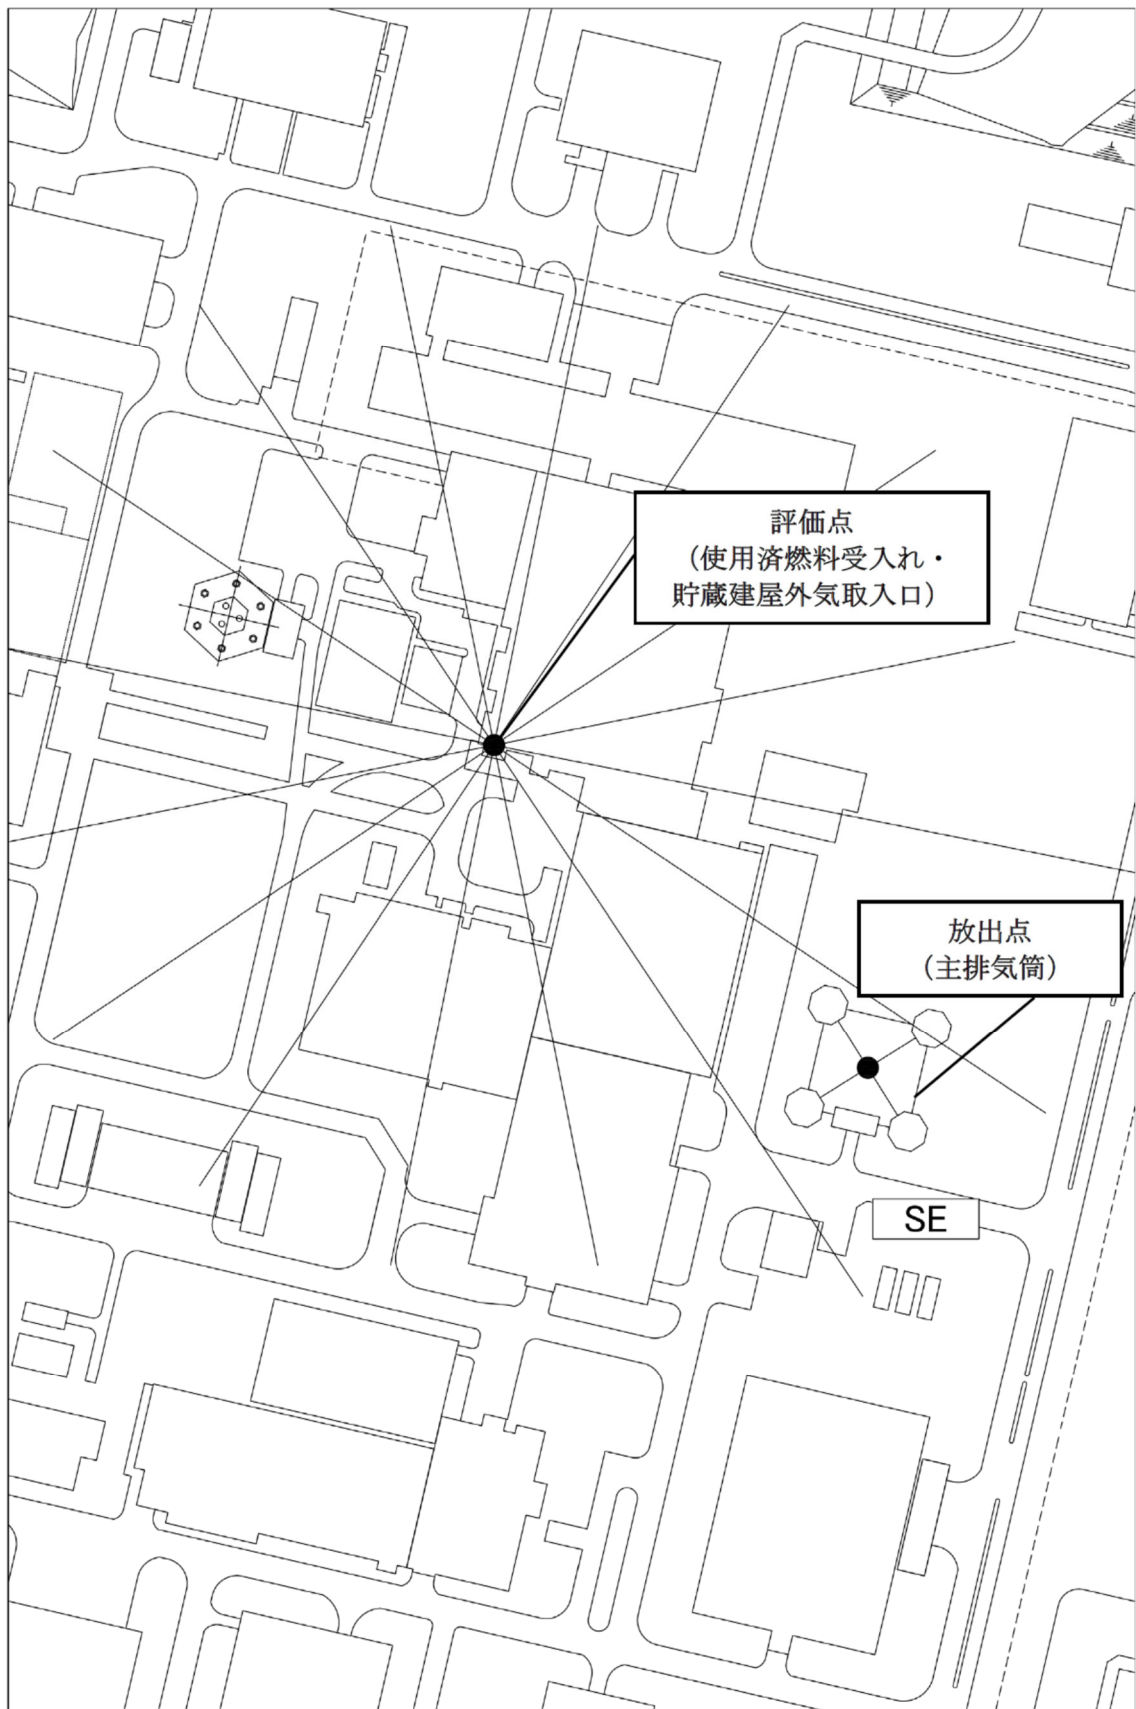 評価点
（使用済燃料受入れ・
貯蔵建屋外気取入口）
放出点
（主排気筒）
SE